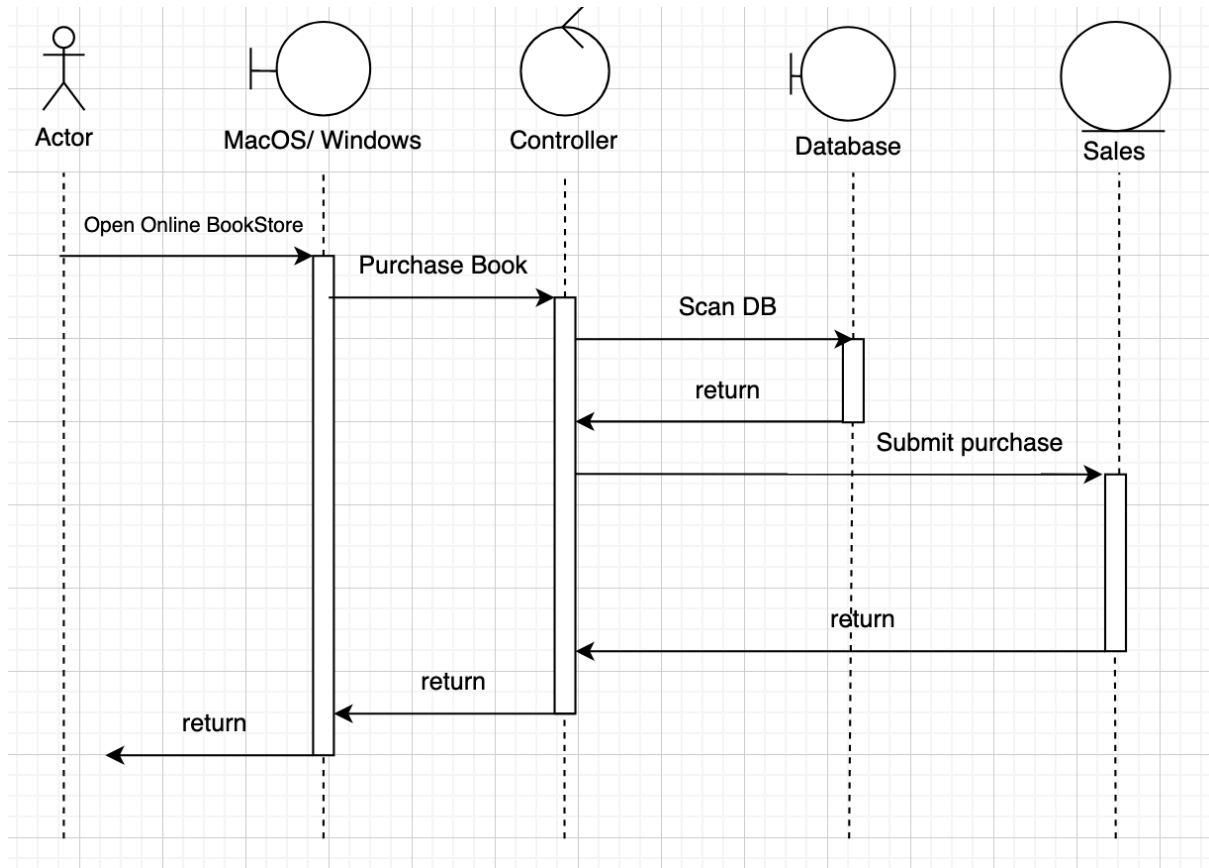 Actor
MacOS/ Windows
Controller
Database
Sales
Open Online BookStore
Purchase Book
Scan DB
return
Submit purchase
return
return
return